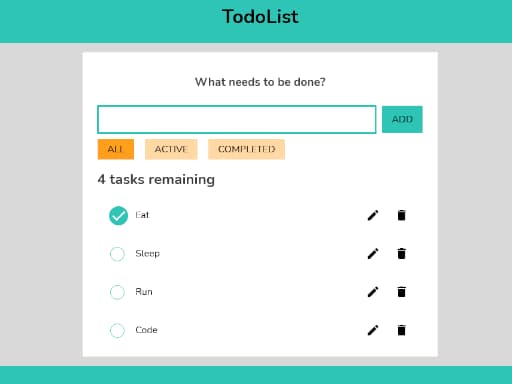 TodoList
What needs to be done?
ADD
ALL ACTIVE COMPLETED
4 tasks remaining
Eat
Sleep
Run
Code